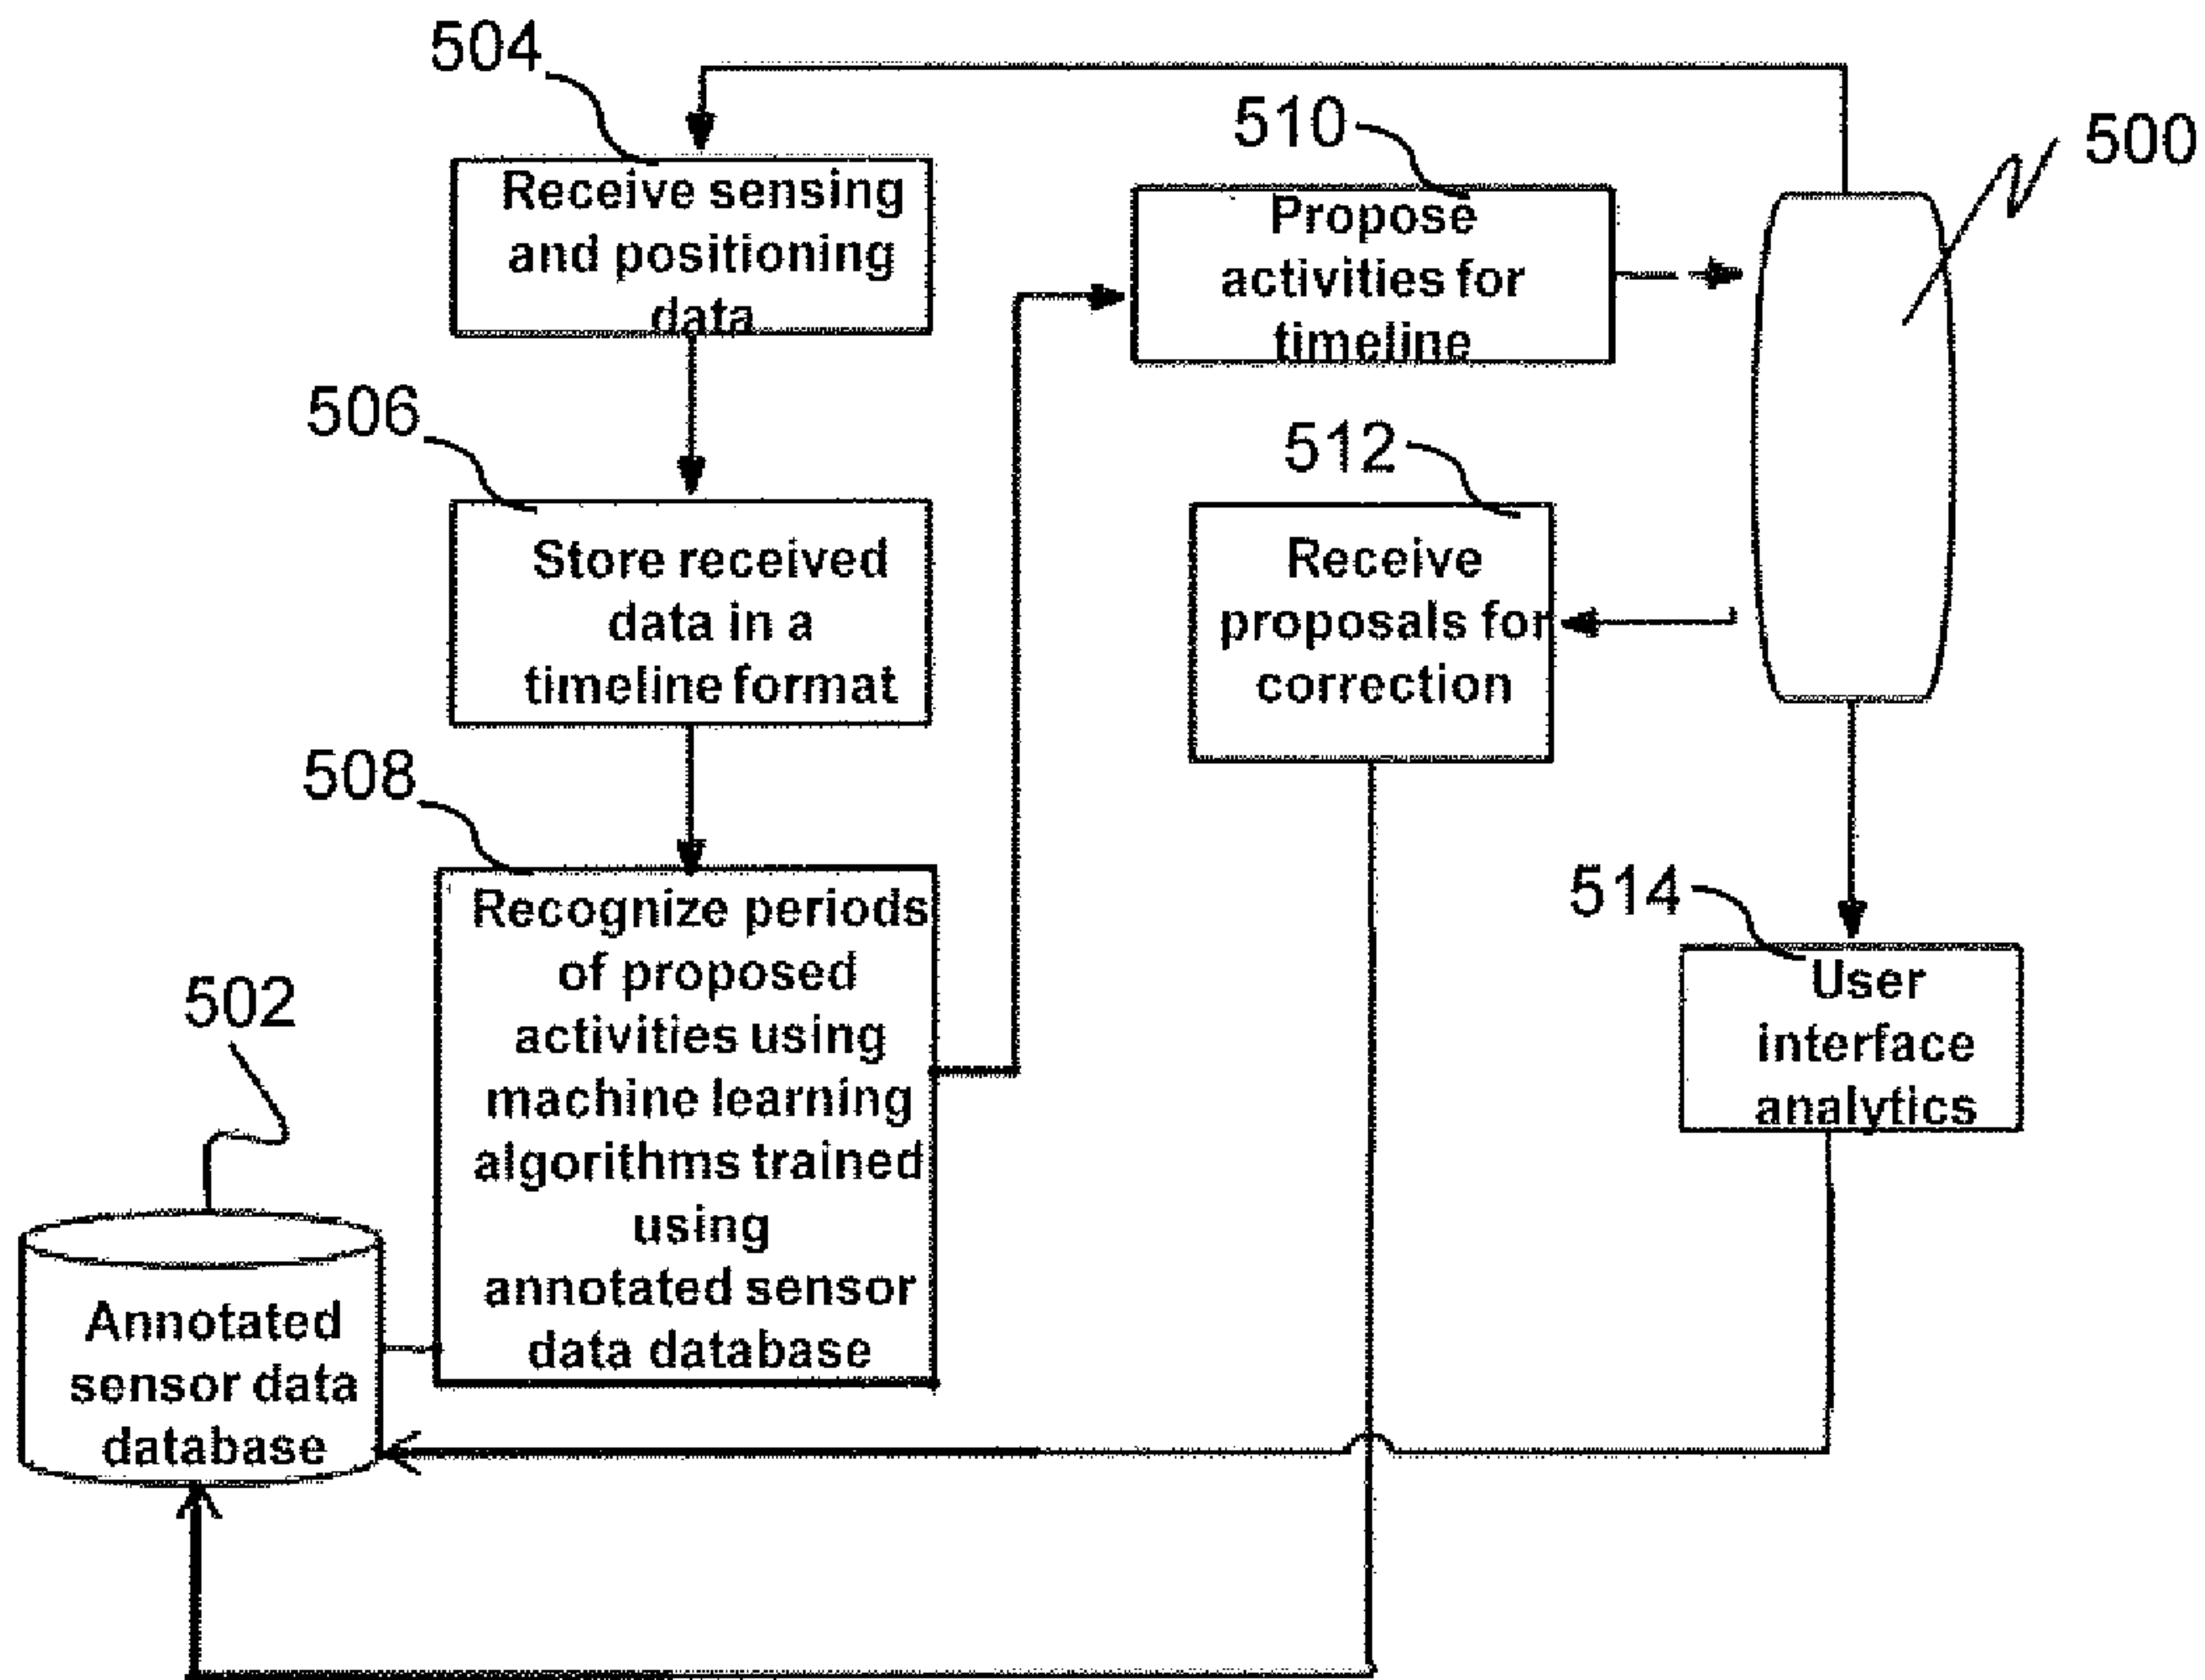 504
Receive sensing
and positioning
data
510
Propose
activities for
timeline
500
506
Store received
data in a
timeline format
512
Receive
proposals for
correction
508
Recognize periods
of proposed
activities using
machine learning
algorithms trained
using
annotated sensor
data database
514
User
interface
analytics
502
Annotated
sensor data
database